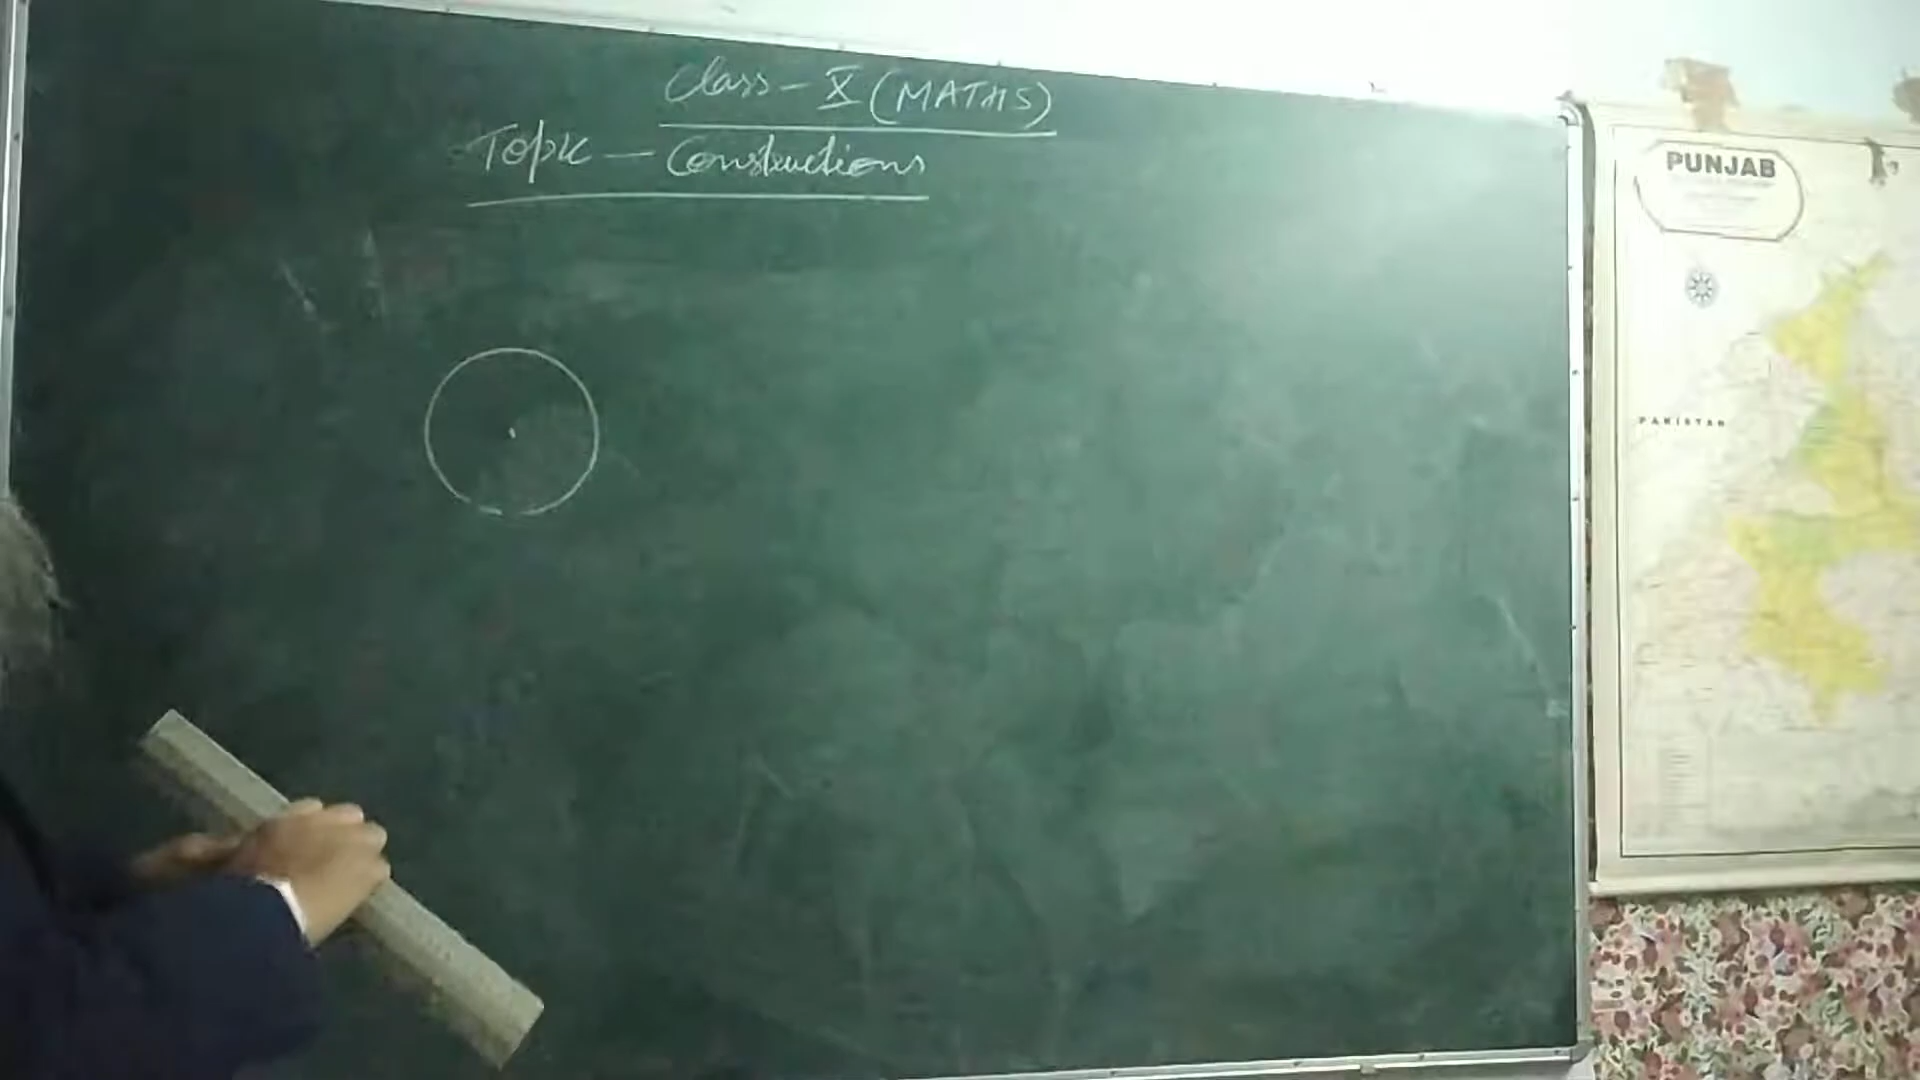 Class - X (MATHS)
Topic - Constructions
PUNJAB
PAKISTAN